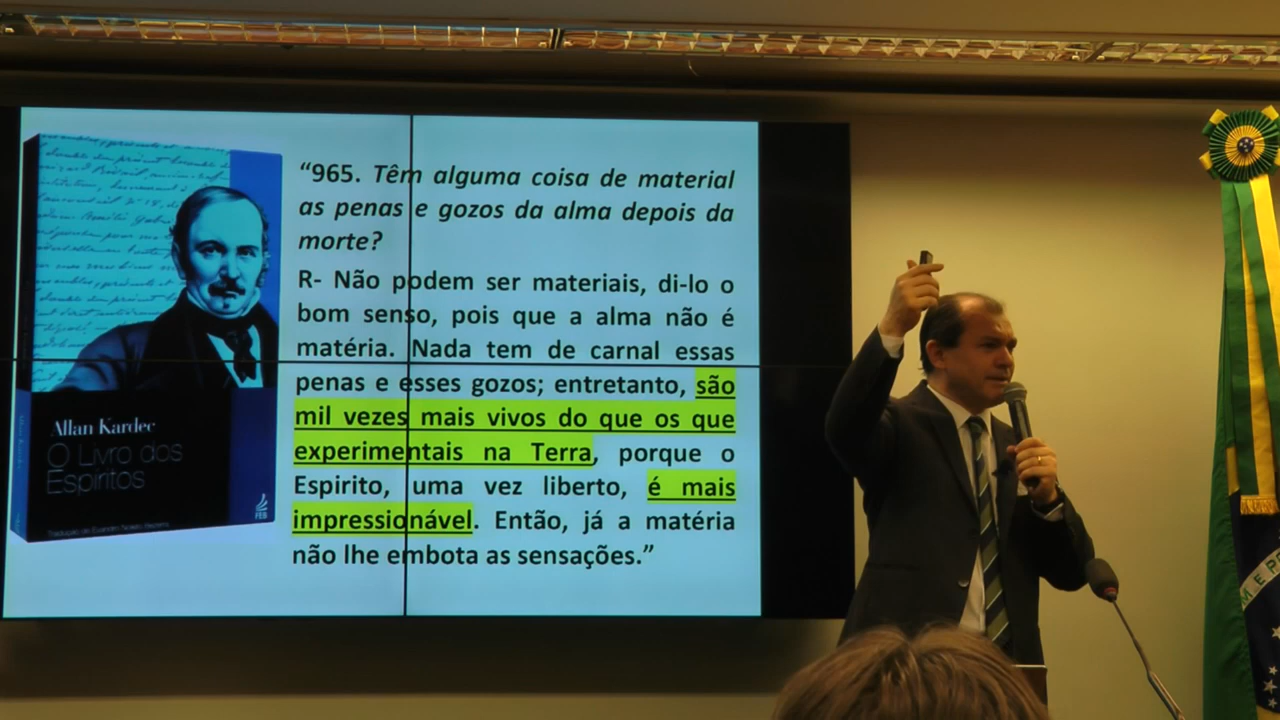 “965. Têm alguma coisa de material
as penas e gozos da alma depois da
morte?
R- Não podem ser materiais, di-lo o
bom senso, pois que a alma não é
matéria. Nada tem de carnal essas
penas e esses gozos; entretanto, são
mil vezes mais vivos do que os que
experimentais na Terra, porque o
Espirito, uma vez liberto, é mais
impressionável. Então, já a matéria
não lhe embota as sensações.”
Allan Kardec
O Livro dos
Espíritos
FEB
M E P